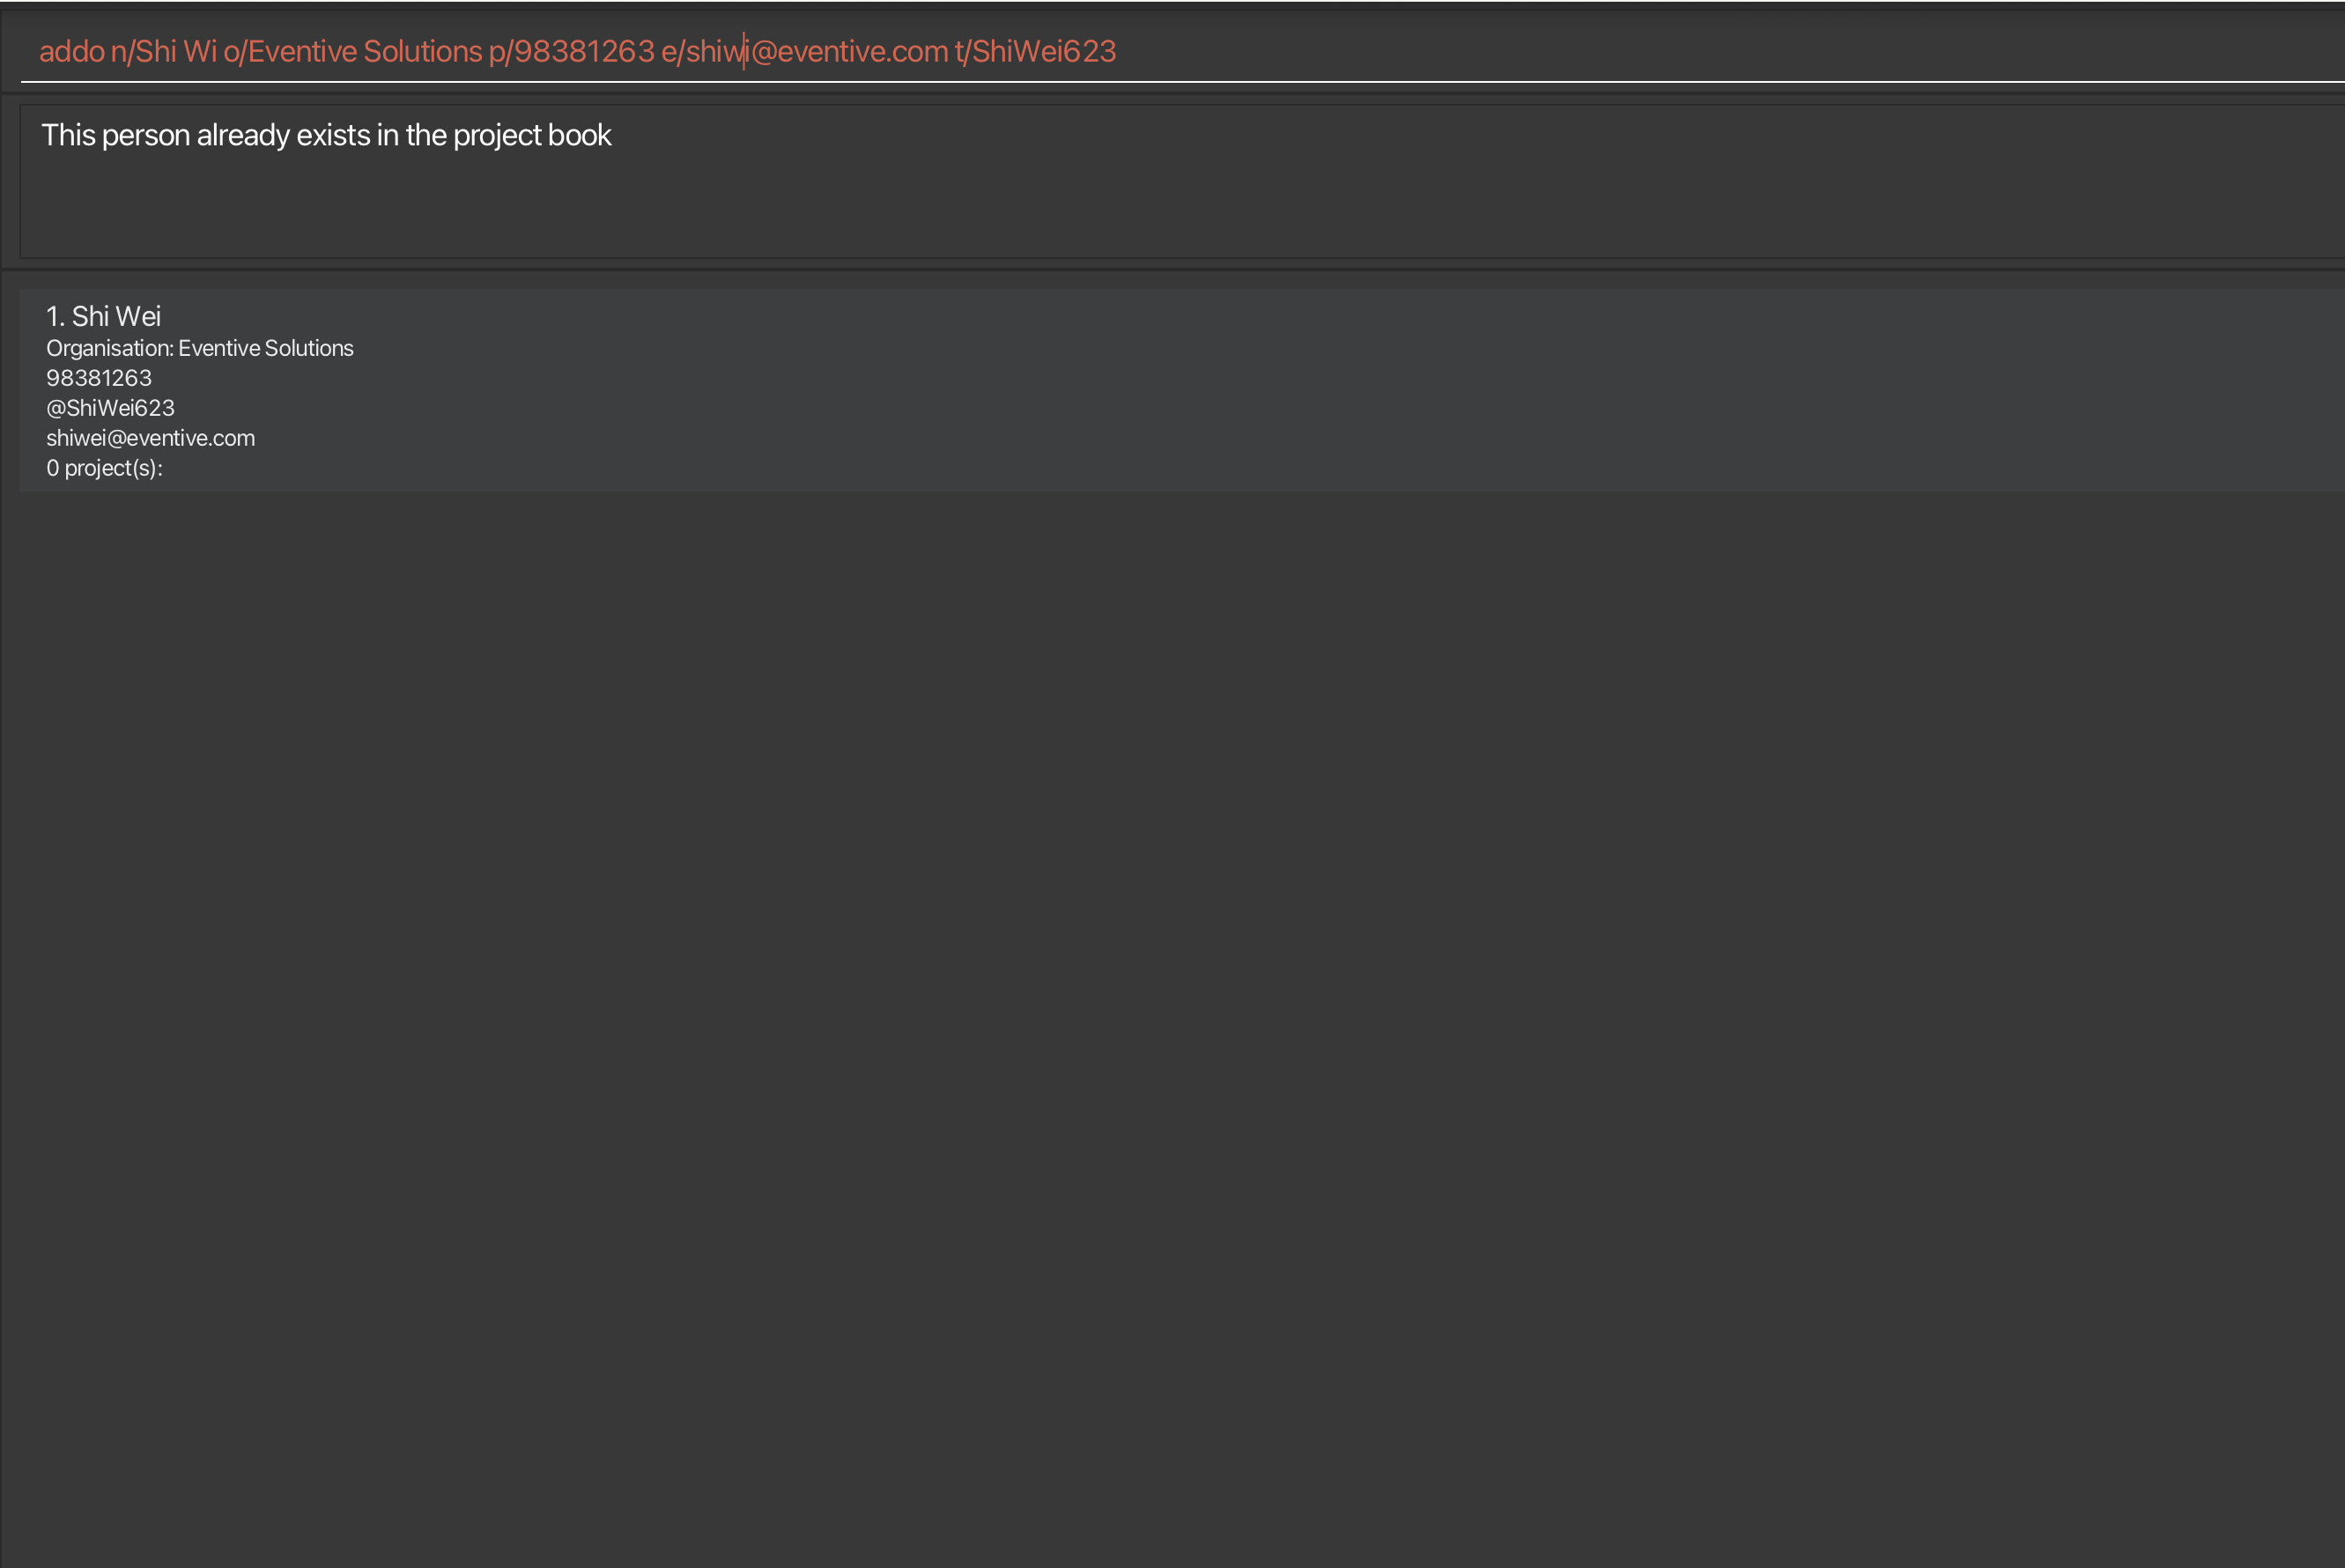 addo n/Shi Wi o/Eventive Solutions p/98381263 e/shiwi@eventive.com t/ShiWei623
This person already exists in the project book
1. Shi Wei
Organisation: Eventive Solutions
98381263
@ShiWei623
shiwei@eventive.com
0 project(s):